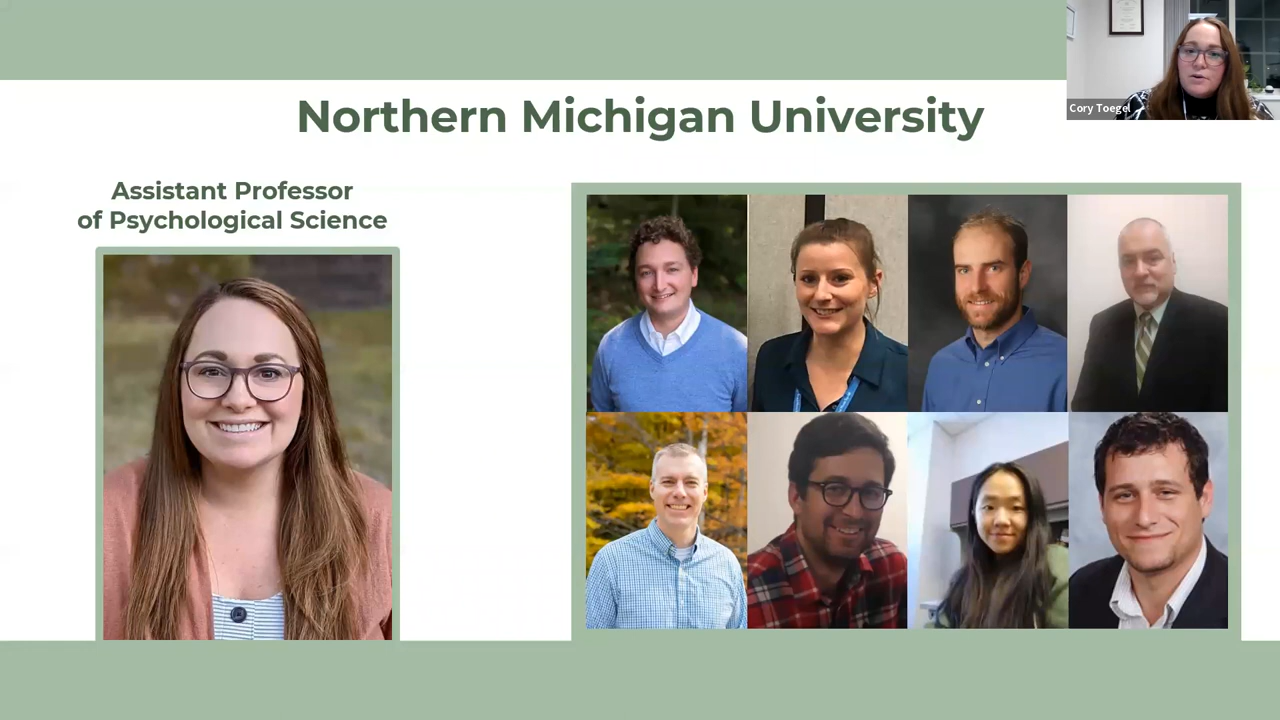 Northern Michigan University
Cory Toegel
Assistant Professor
of Psychological Science